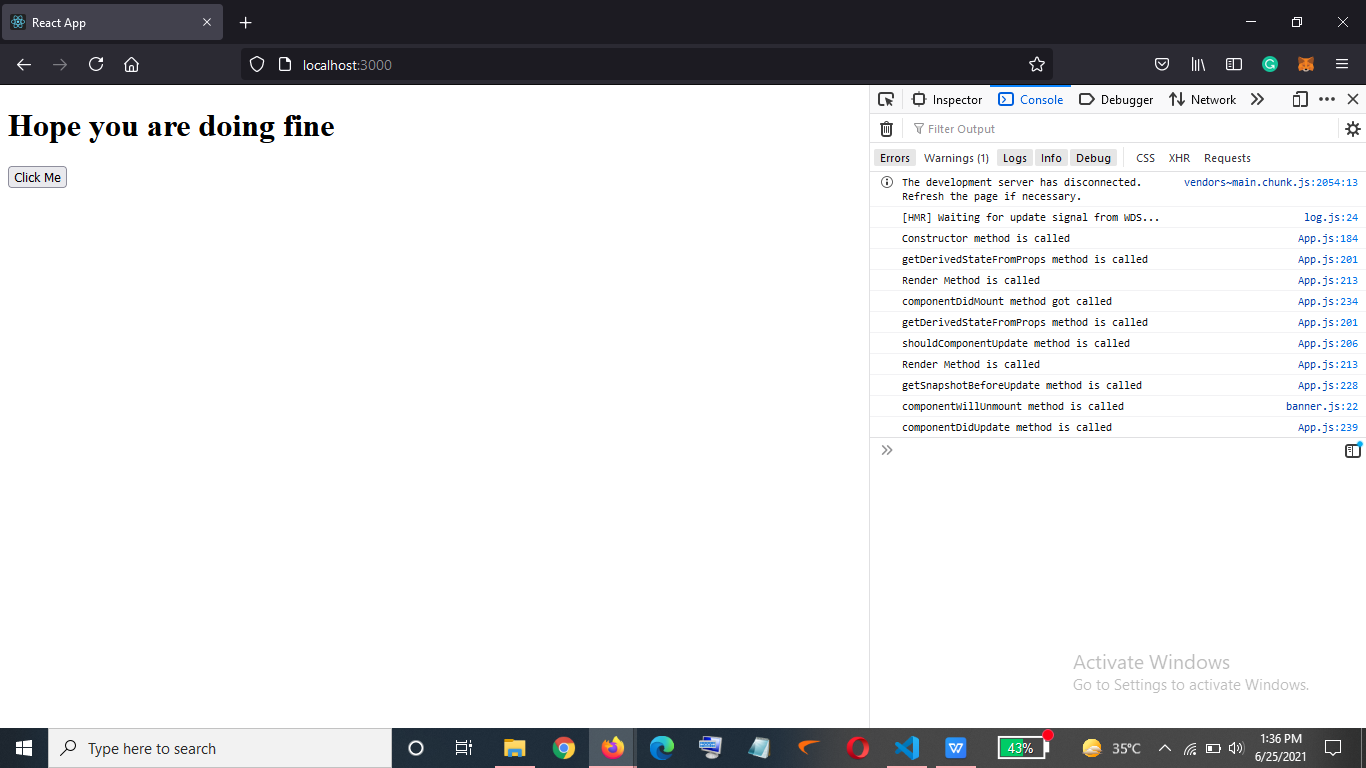 React App
localhost:3000
Hope you are doing fine
Click Me
Inspector Console Debugger Network
Filter Output
Errors Warnings (1) Logs Info Debug CSS XHR Requests
The development server has disconnected. vendors~main.chunk.js:2054:13
Refresh the page if necessary.
[HMR] Waiting for update signal from WDS... log.js:24
Constructor method is called App.js:184
getDerivedStateFromProps method is called App.js:201
Render Method is called App.js:213
componentDidMount method got called App.js:234
getDerivedStateFromProps method is called App.js:201
shouldComponentUpdate method is called App.js:206
Render Method is called App.js:213
getSnapshotBeforeUpdate method is called App.js:228
componentWillUnmount method is called banner.js:22
componentDidUpdate method is called App.js:239
Activate Windows
Go to Settings to activate Windows.
Type here to search
43%
35°C
1:36 PM
6/25/2021